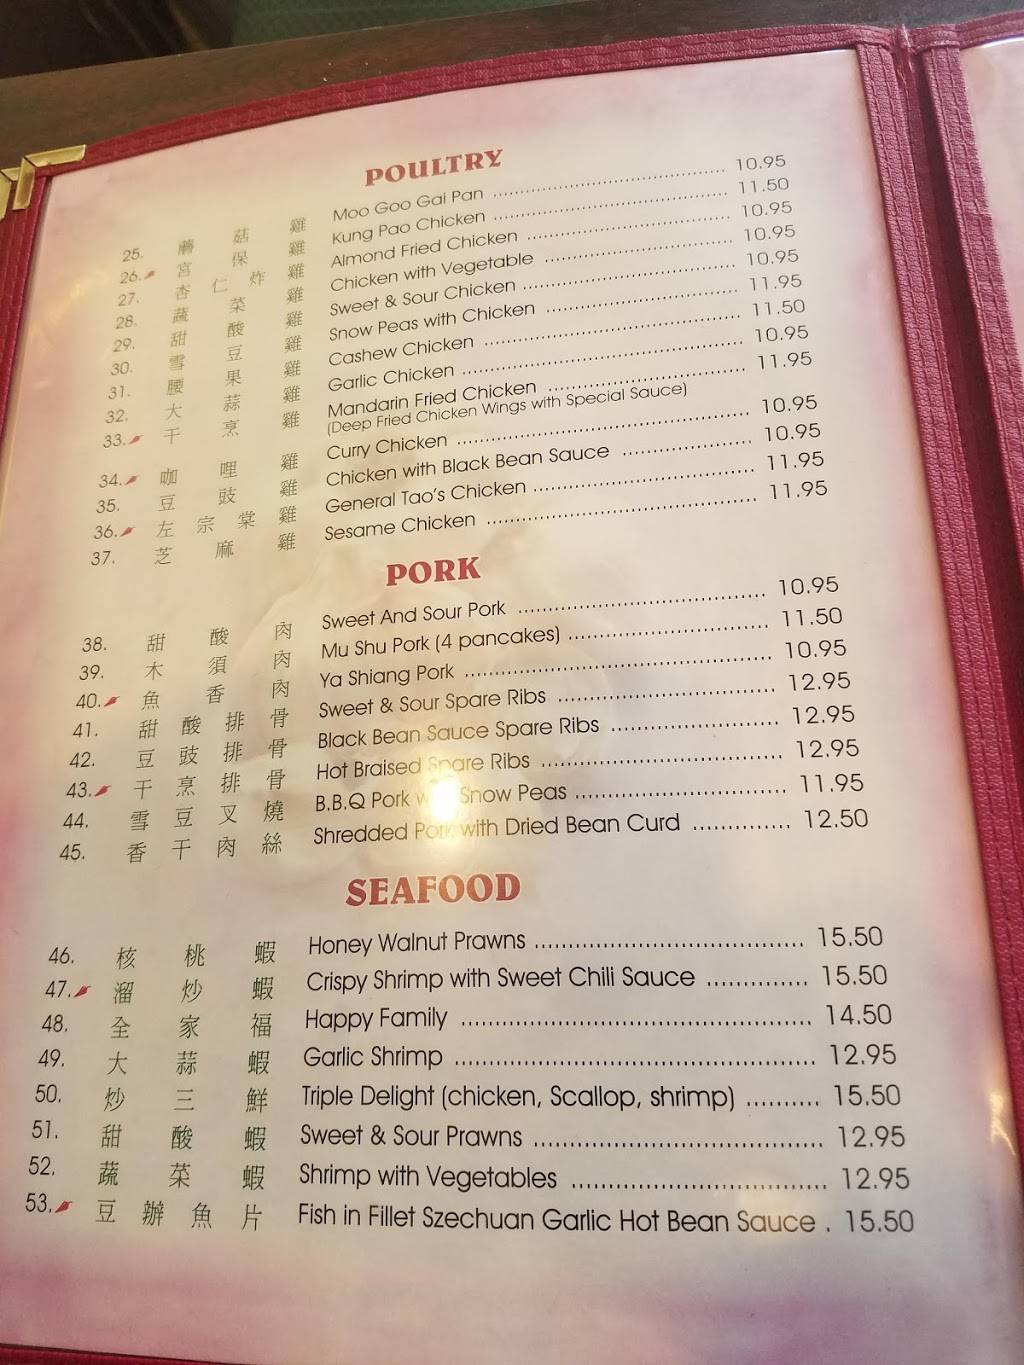 POULTRY
25. 蘑 菇 雞 Moo Goo Gai Pan ........ 10.95
26. 宮 保 雞 Kung Pao Chicken ........ 11.50
27. 杏 仁 炸 雞 Almond Fried Chicken ........ 10.95
28. 蔬 菜 雞 Chicken with Vegetable ........ 10.95
29. 甜 酸 雞 Sweet & Sour Chicken ........ 10.95
30. 雪 豆 雞 Snow Peas with Chicken ........ 11.95
31. 腰 果 雞 Cashew Chicken ........ 11.50
32. 大 蒜 雞 Garlic Chicken ........ 10.95
33. 干 烹 雞 Mandarin Fried Chicken ........ 11.95
(Deep Fried Chicken Wings with Special Sauce)
34. 咖 哩 雞 Curry Chicken ........ 10.95
35. 豆 豉 雞 Chicken with Black Bean Sauce ........ 10.95
36. 左 宗 棠 雞 General Tao's Chicken ........ 11.95
37. 芝 麻 雞 Sesame Chicken ........ 11.95
PORK
38. 甜 酸 肉 Sweet And Sour Pork ........ 10.95
39. 木 須 肉 Mu Shu Pork (4 pancakes) ........ 11.50
40. 魚 香 肉 Ya Shiang Pork ........ 10.95
41. 甜 酸 排 骨 Sweet & Sour Spare Ribs ........ 12.95
42. 豆 豉 排 骨 Black Bean Sauce Spare Ribs ........ 12.95
43. 干 烹 排 骨 Hot Braised Spare Ribs ........ 12.95
44. 雪 豆 叉 燒 B.B.Q Pork with Snow Peas ........ 11.95
45. 香 干 肉 絲 Shredded Pork with Dried Bean Curd ........ 12.50
SEAFOOD
46. 核 桃 蝦 Honey Walnut Prawns ........ 15.50
47. 溜 炒 蝦 Crispy Shrimp with Sweet Chili Sauce ........ 15.50
48. 全 家 福 Happy Family ........ 14.50
49. 大 蒜 蝦 Garlic Shrimp ........ 12.95
50. 炒 三 鮮 Triple Delight (chicken, Scallop, shrimp) ........ 15.50
51. 甜 酸 蝦 Sweet & Sour Prawns ........ 12.95
52. 蔬 菜 蝦 Shrimp with Vegetables ........ 12.95
53. 豆 辦 魚 片 Fish in Fillet Szechuan Garlic Hot Bean Sauce . 15.50